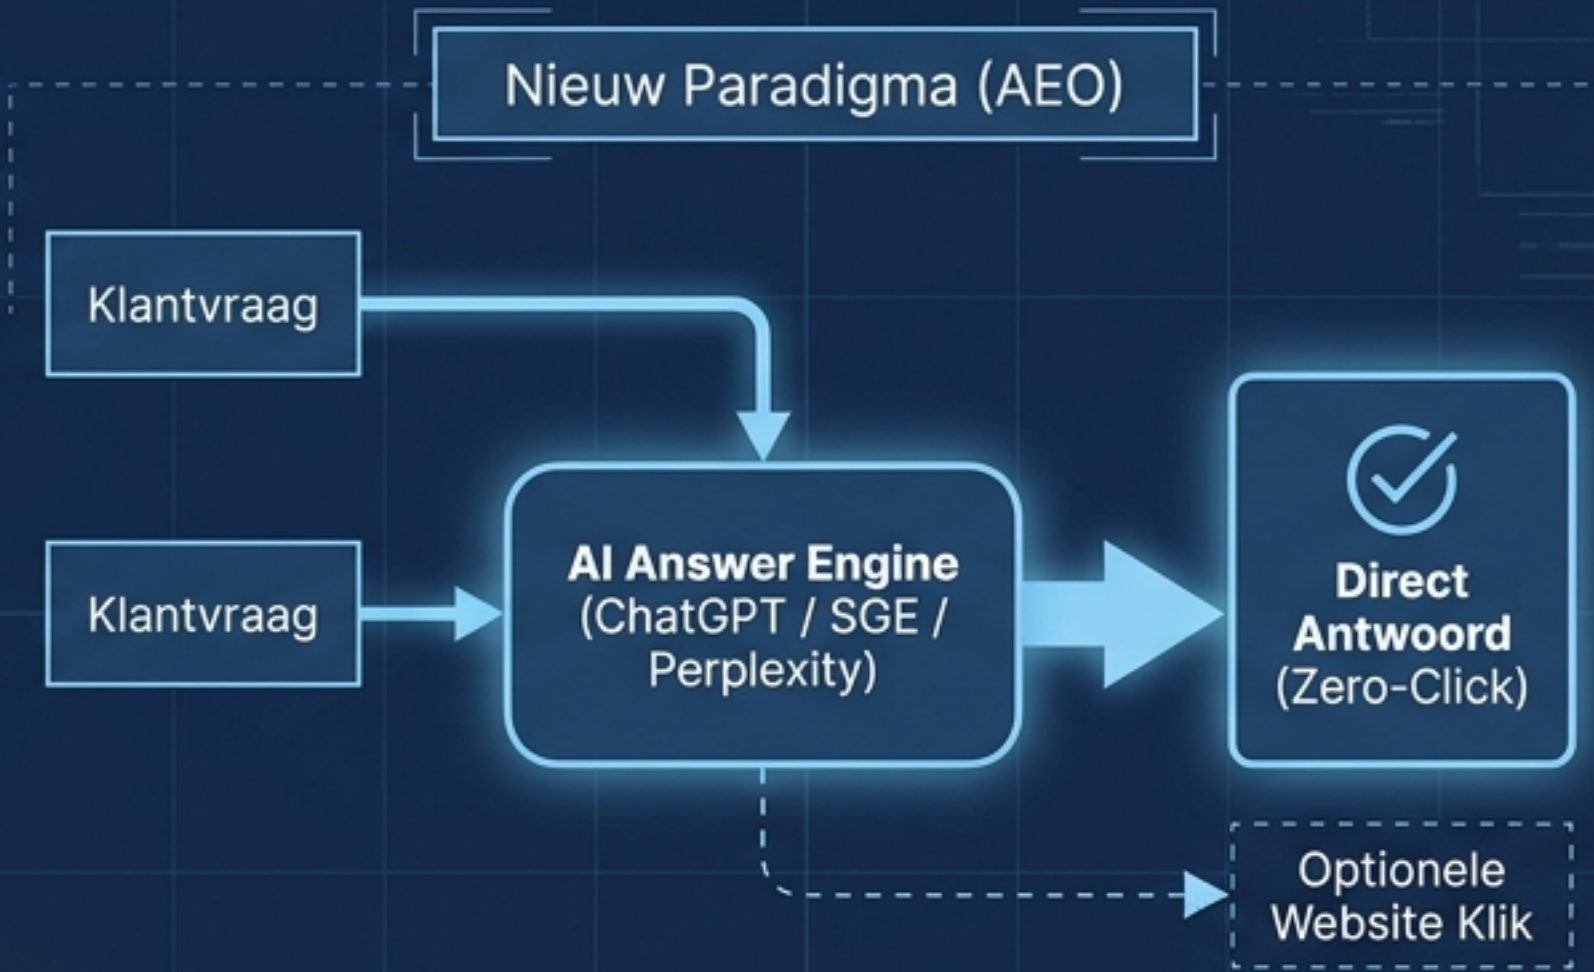 Nieuw Paradigma (AEO)
Klantvraag
Klantvraag
AI Answer Engine
(ChatGPT / SGE /
Perplexity)
Direct
Antwoord
(Zero-Click)
Optionele
Website Klik